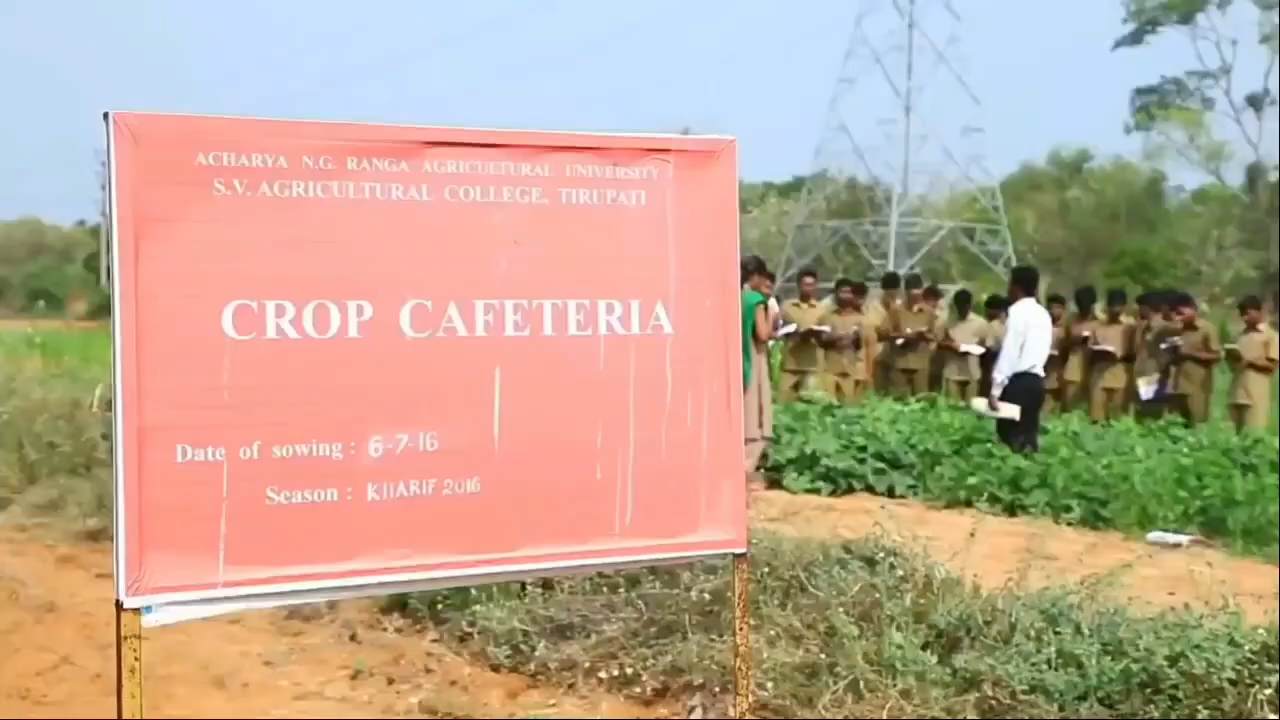 ACHARYA N.G. RANGA AGRICULTURAL UNIVERSITY
S.V. AGRICULTURAL COLLEGE, TIRUPATI
CROP CAFETERIA
Date of sowing : 6-7-16
Season : KHARIF 2016